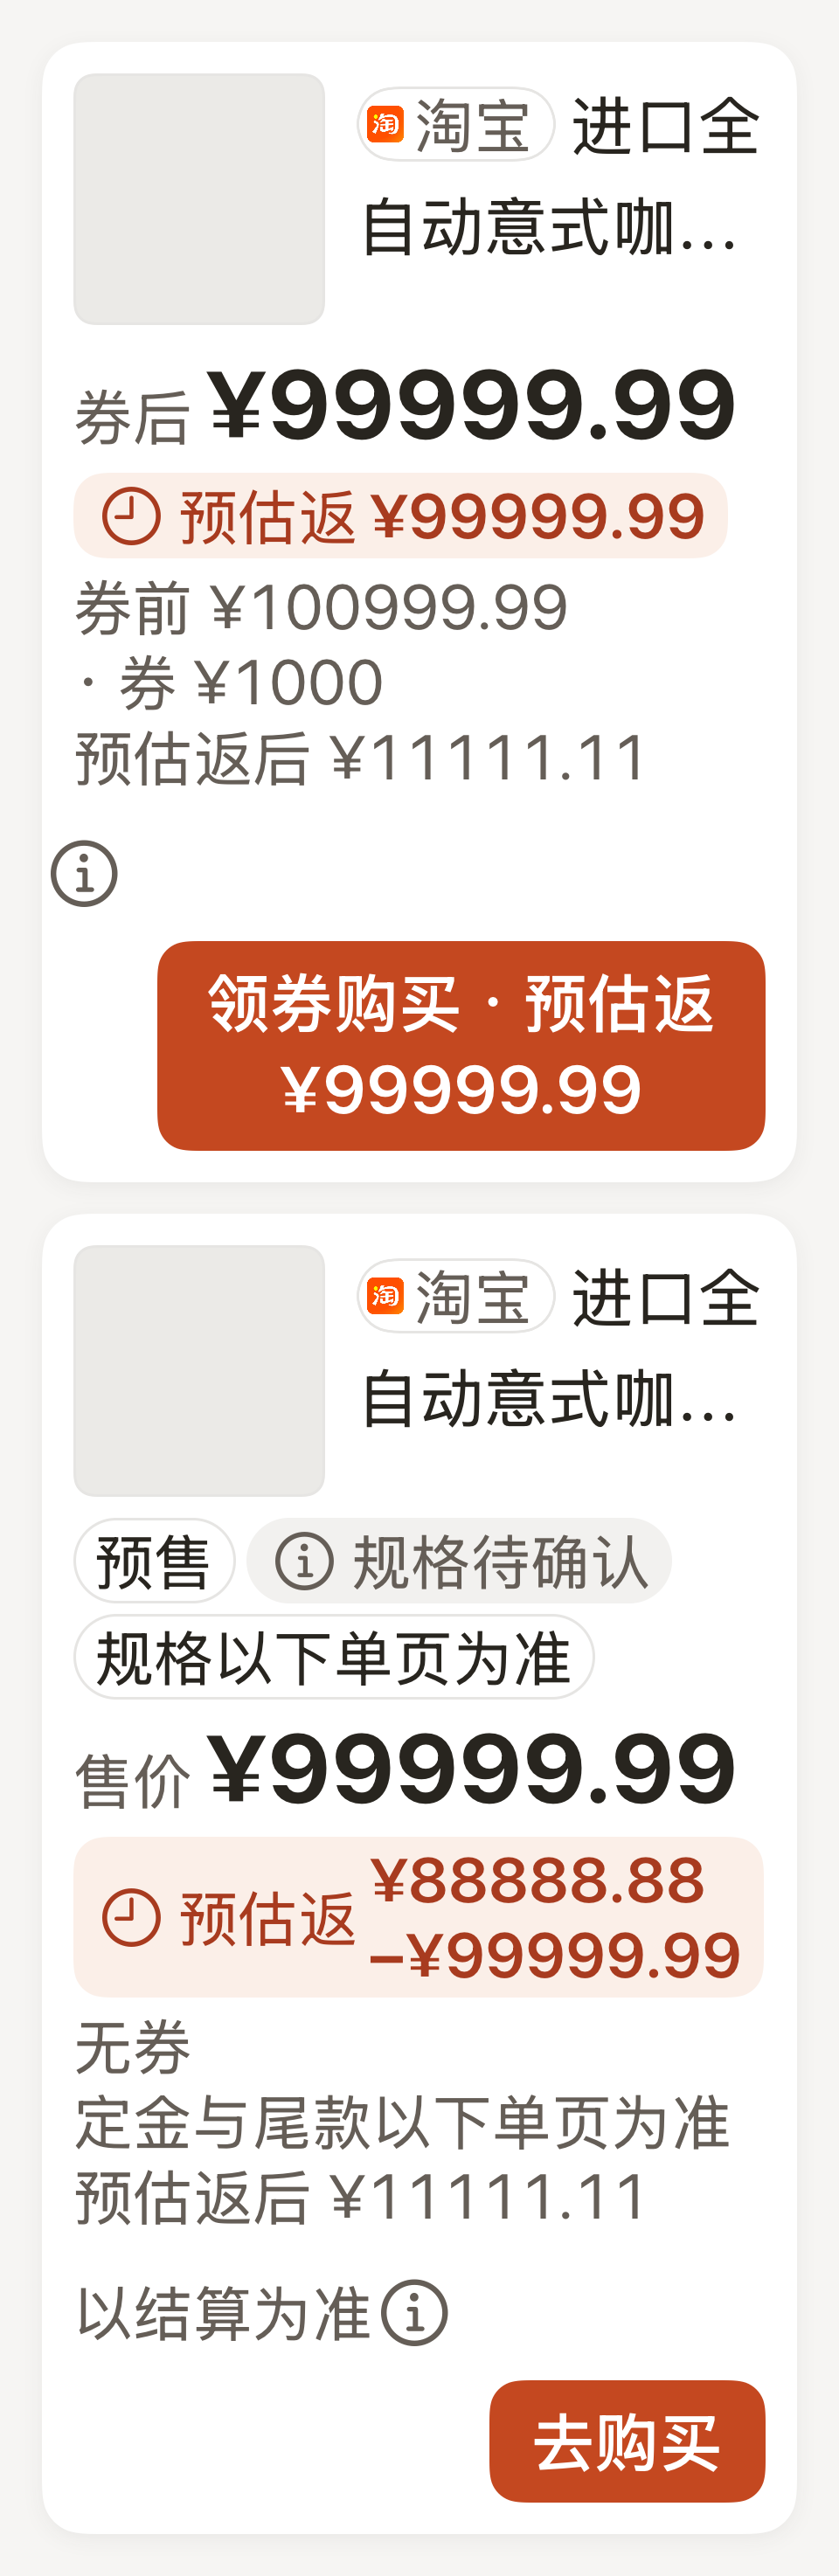 淘 淘宝 进口全
自动意式咖...
券后 ¥99999.99
预估返 ¥99999.99
券前 ¥100999.99
· 券 ¥1000
预估返后 ¥11111.11
领券购买 · 预估返
¥99999.99
淘 淘宝 进口全
自动意式咖...
预售 规格待确认
规格以下单页为准
售价 ¥99999.99
预估返 ¥88888.88
–¥99999.99
无券
定金与尾款以下单页为准
预估返后 ¥11111.11
以结算为准
去购买